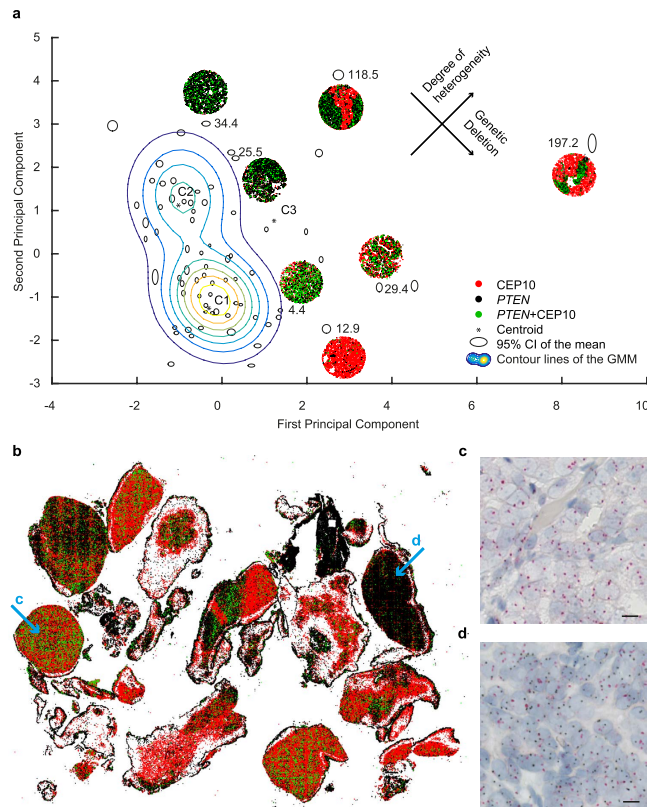 a
5
4
3
2
1
0
-1
-2
-3
-4
-2
0
2
4
6
8
10
Second Principal Component
First Principal Component
118.5
Degree of
heterogeneity
Genetic
Deletion
34.4
25.5
197.2
C2
C3
C1
29.4
4.4
12.9
CEP10
PTEN
PTEN+CEP10
Centroid
95% CI of the mean
Contour lines of the GMM
b
c
d
c
d